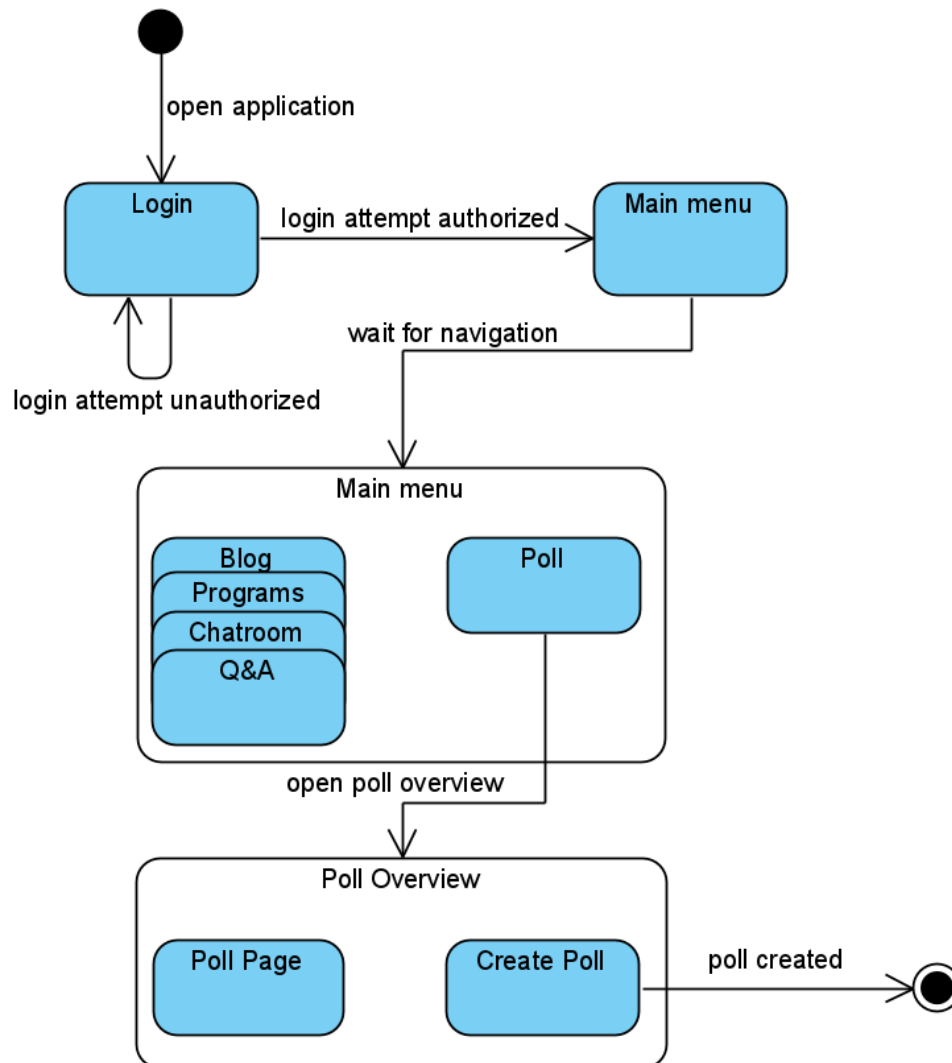 open application
Login
login attempt authorized
Main menu
login attempt unauthorized
wait for navigation
Main menu
Blog
Programs
Chatroom
Q&A
Poll
open poll overview
Poll Overview
Poll Page
Create Poll
poll created